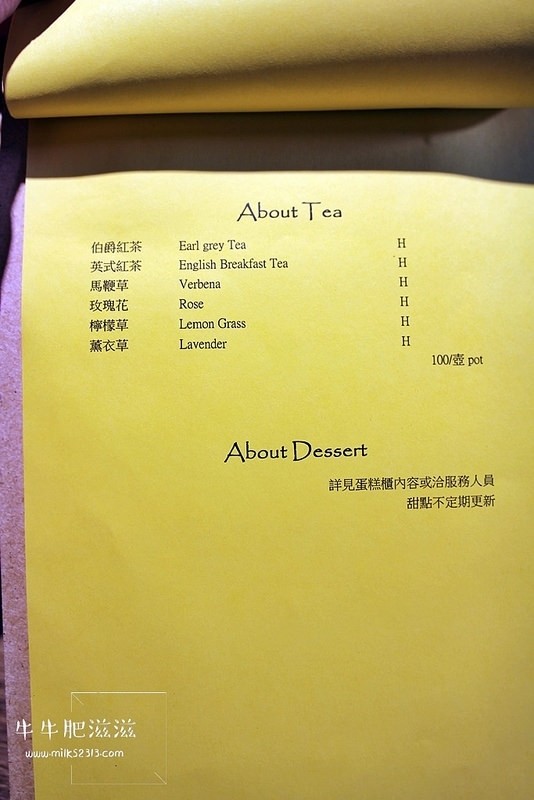 About Tea
伯爵紅茶 Earl grey Tea H
英式紅茶 English Breakfast Tea H
馬鞭草 Verbena H
玫瑰花 Rose H
檸檬草 Lemon Grass H
薰衣草 Lavender H
100/壺 pot
About Dessert
詳見蛋糕櫃內容或洽服務人員
甜點不定期更新
牛牛肥滋滋
www.milk52313.com